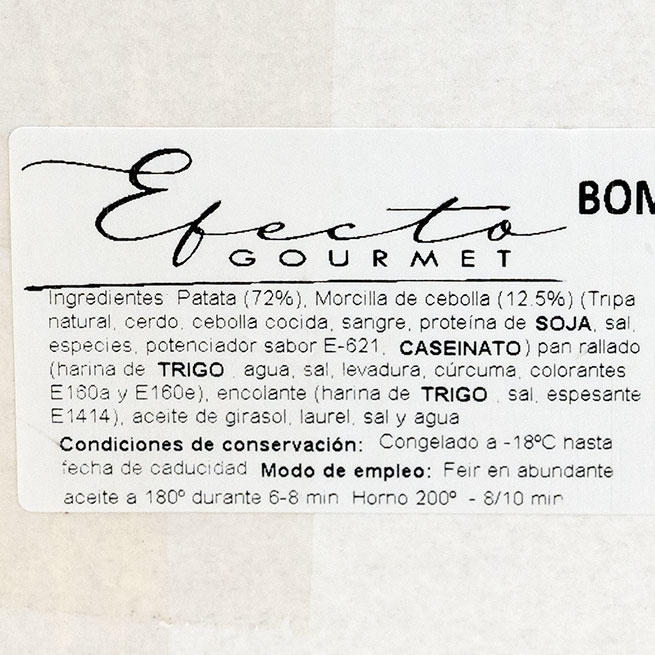 Efecto
GOURMET
BOM
Ingredientes Patata (72%), Morcilla de cebolla (12.5%) (Tripa
natural, cerdo, cebolla cocida, sangre, proteína de SOJA, sal,
especies, potenciador sabor E-621, CASEINATO) pan rallado
(harina de TRIGO , agua, sal, levadura, cúrcuma, colorantes
E160a y E160e), encolante (harina de TRIGO , sal, espesante
E1414), aceite de girasol, laurel, sal y agua
Condiciones de conservación: Congelado a -18ºC hasta
fecha de caducidad Modo de empleo: Feir en abundante
aceite a 180º durante 6-8 min Horno 200º - 8/10 min